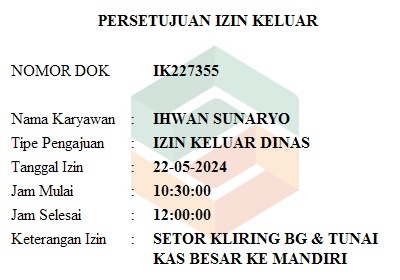 PERSETUJUAN IZIN KELUAR
NOMOR DOK IK227355
Nama Karyawan : IHWAN SUNARYO
Tipe Pengajuan : IZIN KELUAR DINAS
Tanggal Izin : 22-05-2024
Jam Mulai : 10:30:00
Jam Selesai : 12:00:00
Keterangan Izin : SETOR KLIRING BG & TUNAI
KAS BESAR KE MANDIRI